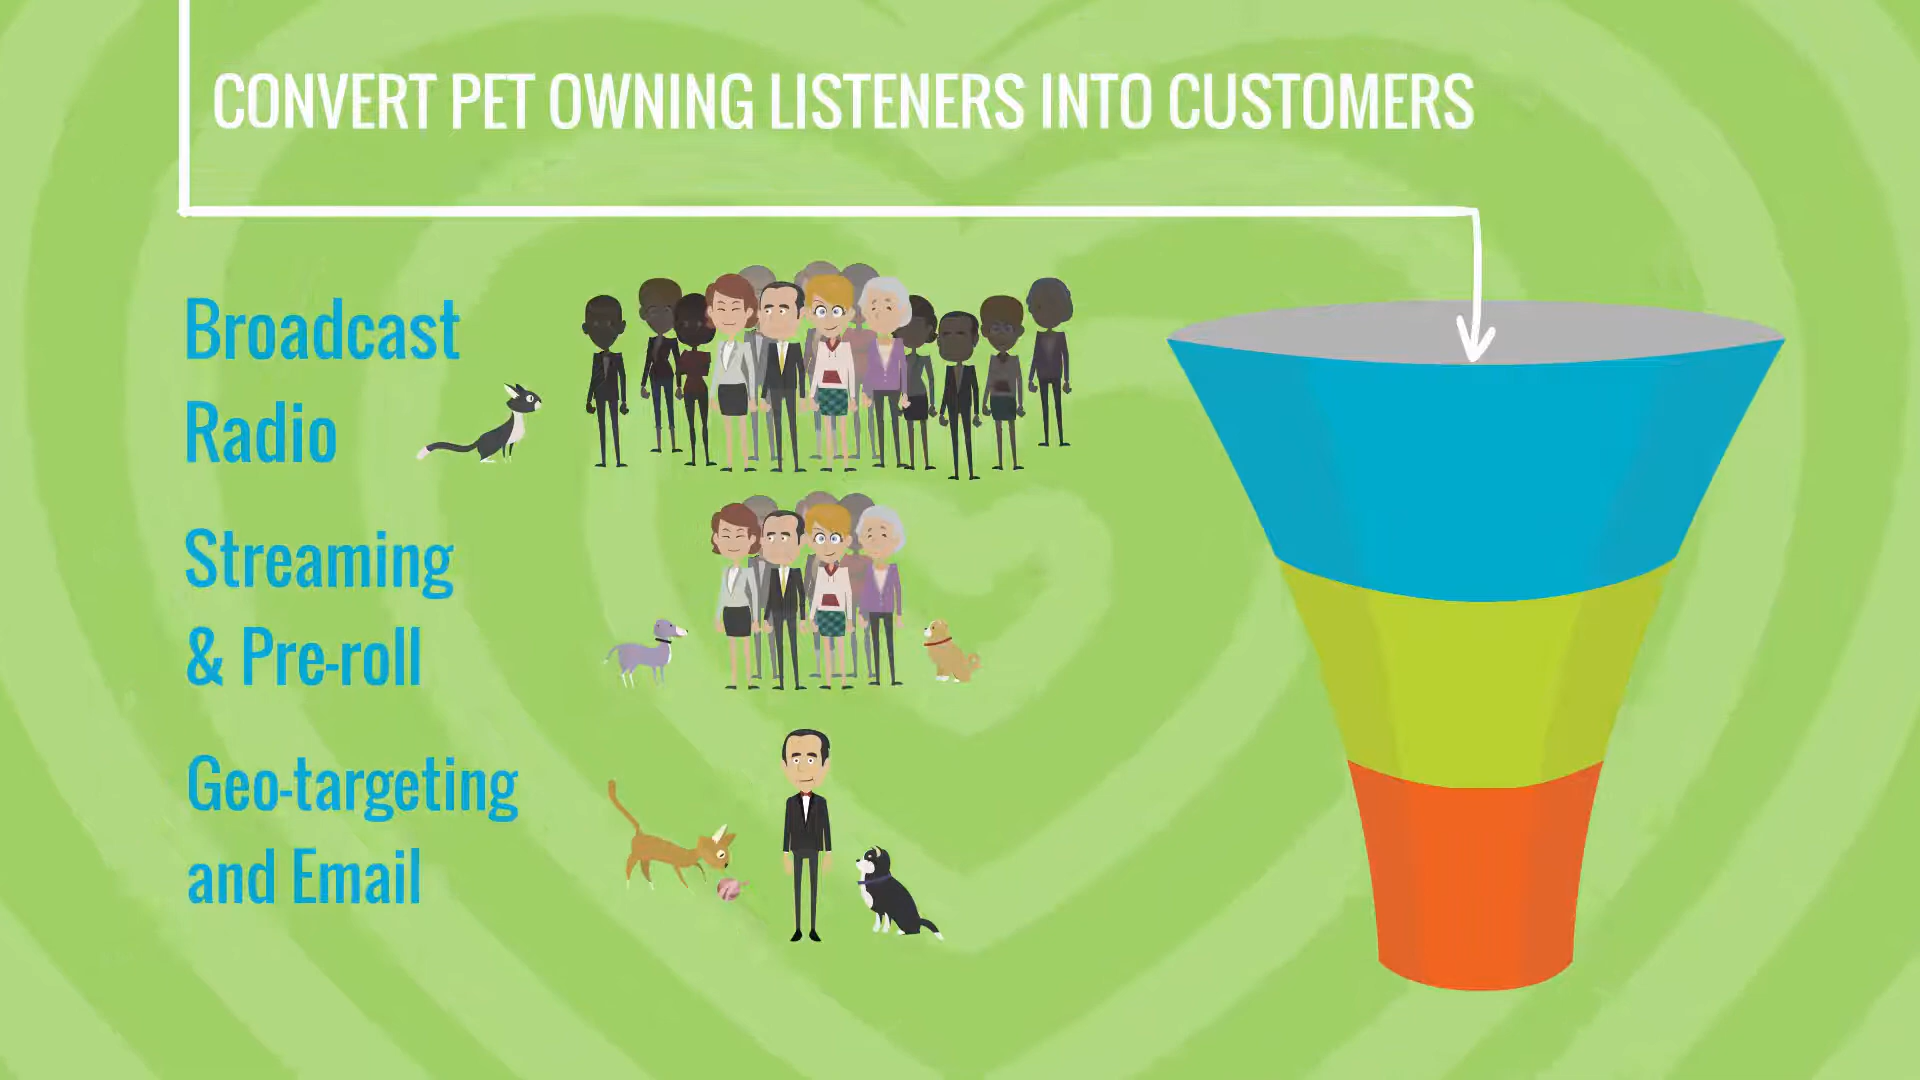 CONVERT PET OWNING LISTENERS INTO CUSTOMERS
Broadcast
Radio
Streaming
& Pre-roll
Geo-targeting
and Email